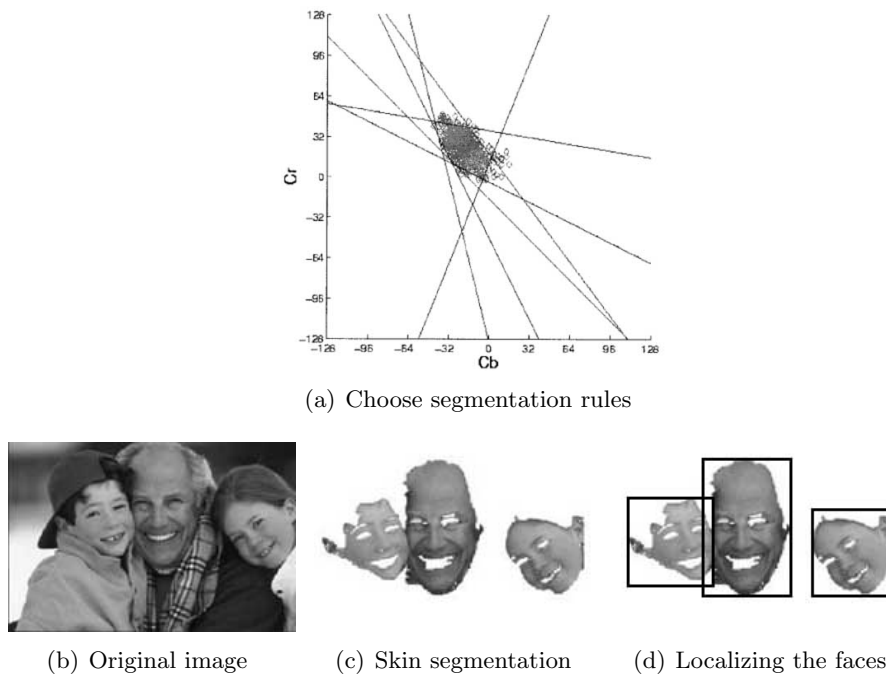 128
96
64
32
0
-32
-64
-96
-128
Cr
-128 -96 -64 -32 0 32 64 96 128
Cb
(a) Choose segmentation rules
(b) Original image
(c) Skin segmentation
(d) Localizing the faces